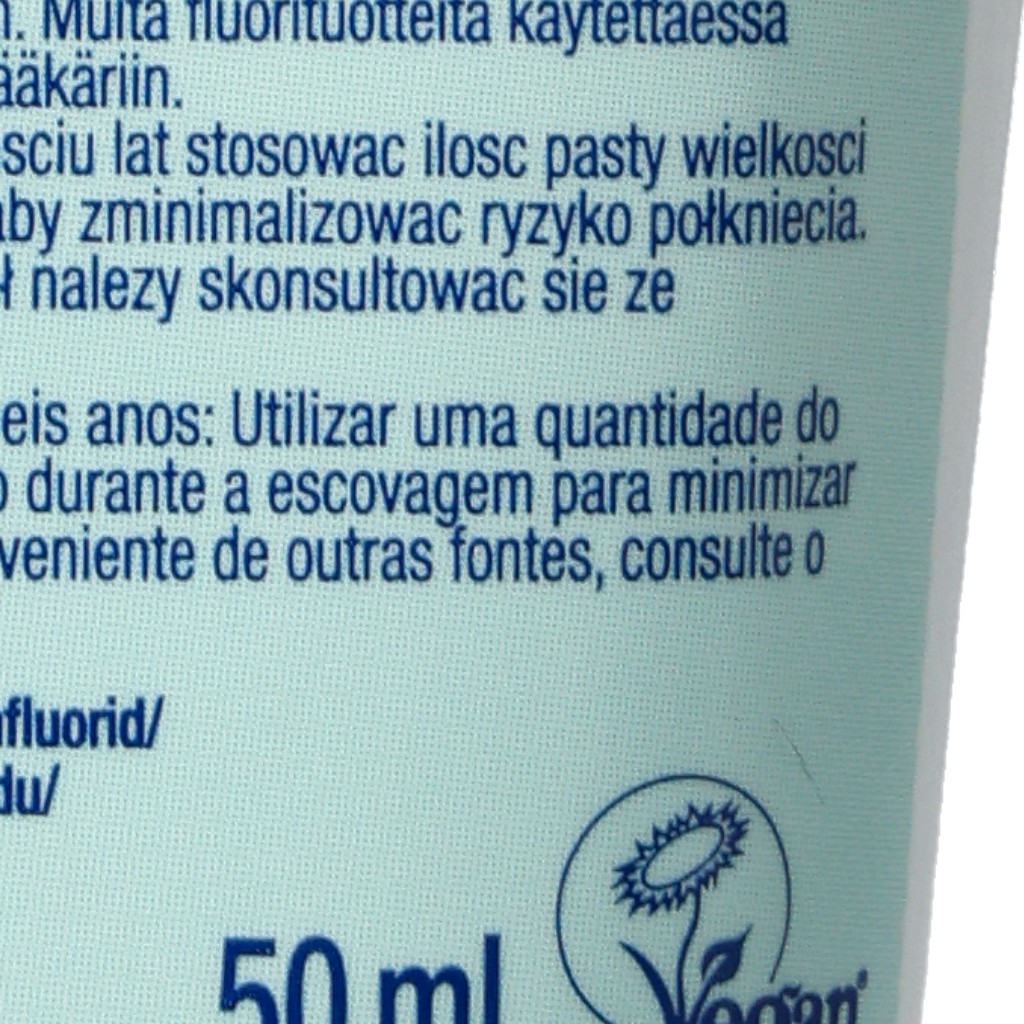 Muita fluorituotteita käytettäessä
ääkäriin.
sciu lat stosowac ilosc pasty wielkosci
aby zminimalizowac ryzyko połkniecia.
ł nalezy skonsultowac sie ze
eis anos: Utilizar uma quantidade do
o durante a escovagem para minimizar
veniente de outras fontes, consulte o
fluorid/
du/
50 ml
Vegan